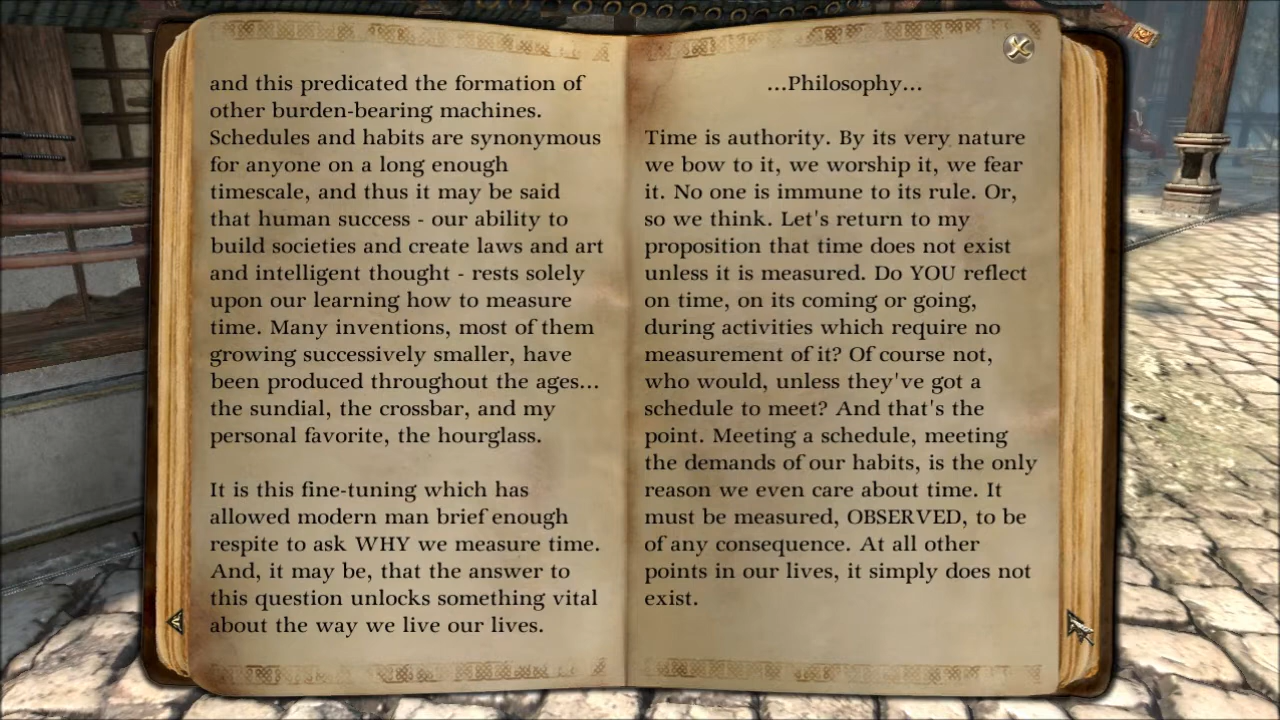 and this predicated the formation of
other burden-bearing machines.
Schedules and habits are synonymous
for anyone on a long enough
timescale, and thus it may be said
that human success - our ability to
build societies and create laws and art
and intelligent thought - rests solely
upon our learning how to measure
time. Many inventions, most of them
growing successively smaller, have
been produced throughout the ages...
the sundial, the crossbar, and my
personal favorite, the hourglass.
It is this fine-tuning which has
allowed modern man brief enough
respite to ask WHY we measure time.
And, it may be, that the answer to
this question unlocks something vital
about the way we live our lives.
...Philosophy...
Time is authority. By its very nature
we bow to it, we worship it, we fear
it. No one is immune to its rule. Or,
so we think. Let's return to my
proposition that time does not exist
unless it is measured. Do YOU reflect
on time, on its coming or going,
during activities which require no
measurement of it? Of course not,
who would, unless they've got a
schedule to meet? And that's the
point. Meeting a schedule, meeting
the demands of our habits, is the only
reason we even care about time. It
must be measured, OBSERVED, to be
of any consequence. At all other
points in our lives, it simply does not
exist.